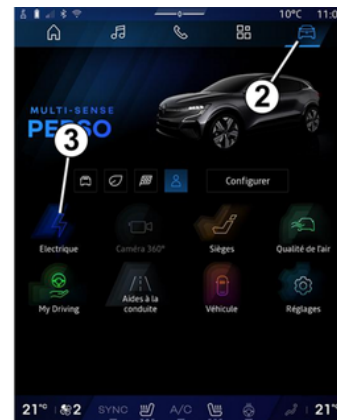 10°C 11:0
2
MULTI-SENSE
PERSO
3
Configurer
Électrique
Caméra 360°
Sièges
Qualité de l'air
My Driving
Aides à la
conduite
Véhicule
Réglages
21°C 2 SYNC A/C 21°